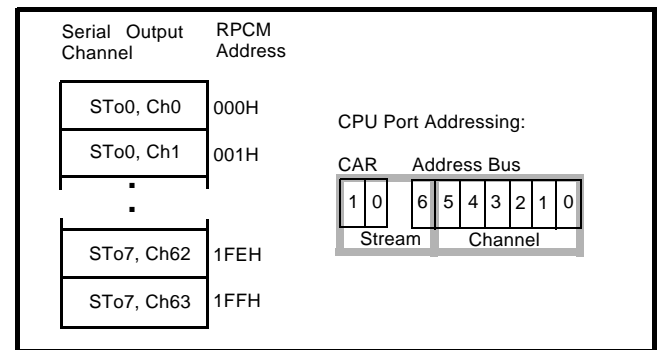 Serial Output Channel
RPCM Address
STo0, Ch0 000H
STo0, Ch1 001H
STo7, Ch62 1FEH
STo7, Ch63 1FFH
CPU Port Addressing:
CAR Address Bus
1 0 6 5 4 3 2 1 0
Stream Channel